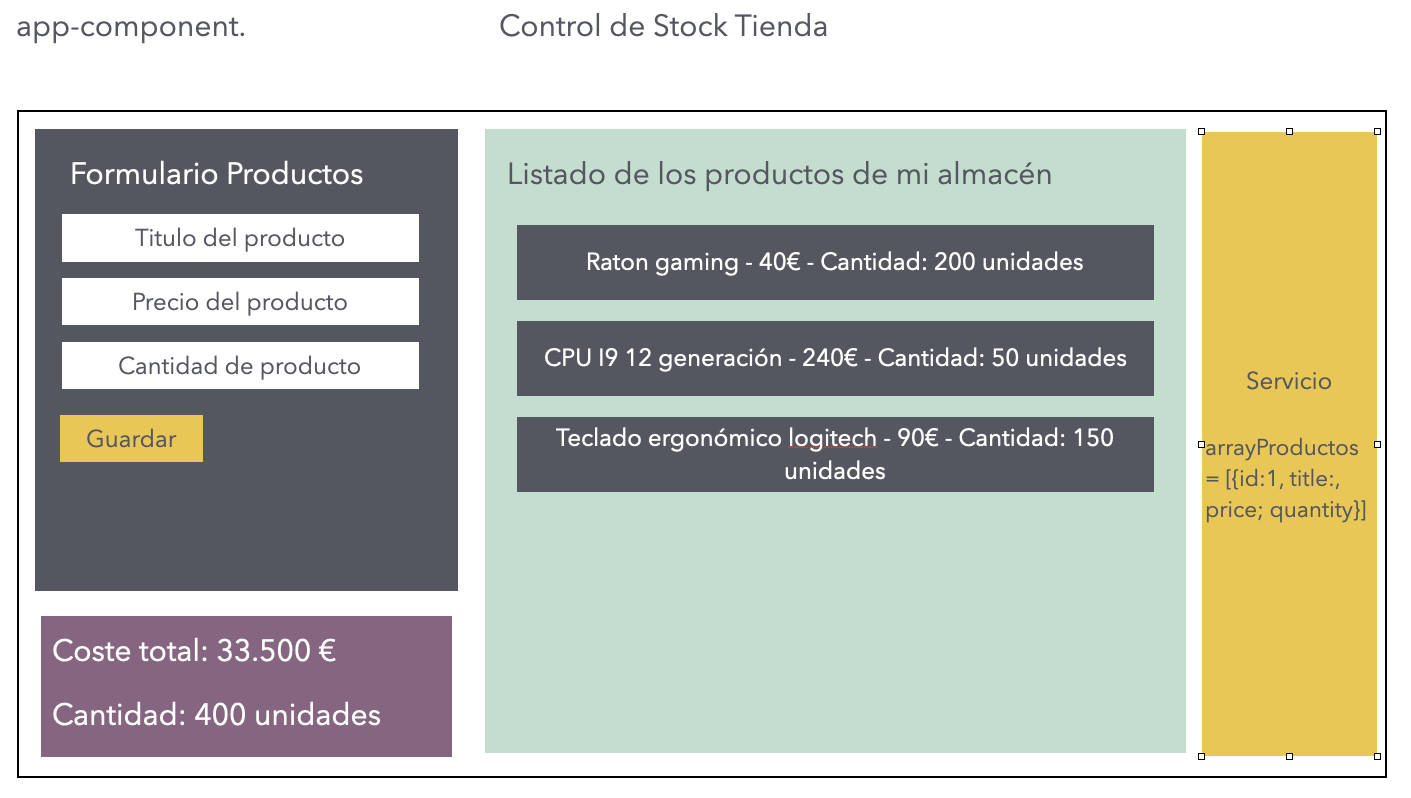 app-component.
Control de Stock Tienda
Formulario Productos
Titulo del producto
Precio del producto
Cantidad de producto
Guardar
Coste total: 33.500 €
Cantidad: 400 unidades
Listado de los productos de mi almacén
Raton gaming - 40€ - Cantidad: 200 unidades
CPU I9 12 generación - 240€ - Cantidad: 50 unidades
Teclado ergonómico logitech - 90€ - Cantidad: 150
unidades
Servicio
arrayProductos
= [{id:1, title:,
price; quantity}]